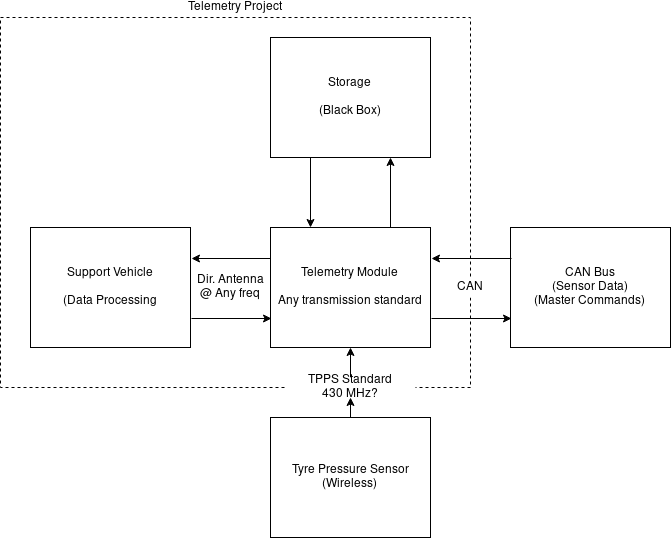 Telemetry Project
Storage
(Black Box)
Support Vehicle
(Data Processing
Dir. Antenna
@ Any freq
Telemetry Module
Any transmission standard
CAN
CAN Bus
(Sensor Data)
(Master Commands)
TPPS Standard
430 MHz?
Tyre Pressure Sensor
(Wireless)